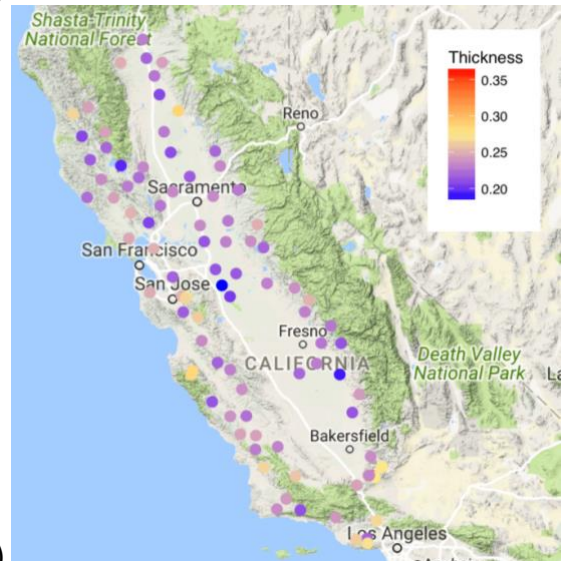 Shasta-Trinity
National Forest
Thickness
0.35
0.30
0.25
0.20
Reno
Sacramento
San Francisco
San Jose
Fresno
CALIFORNIA
Death Valley
National Park
La
Bakersfield
Los Angeles
)